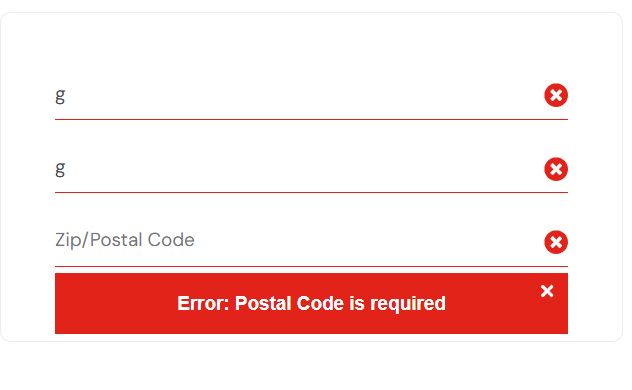 g
g
Zip/Postal Code
Error: Postal Code is required